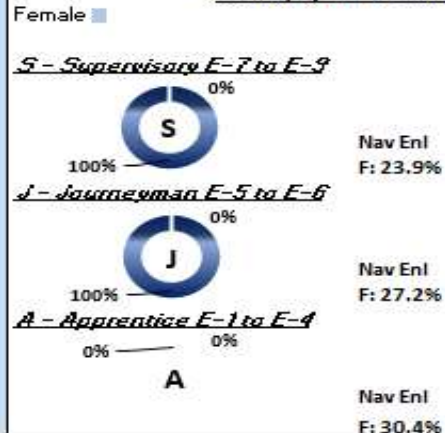 Female
S - Supervisory E-7 to E-9
0%
S
Nav Enl
100%
F: 23.9%
J - Journeyman E-5 to E-6
0%
J
Nav Enl
100%
F: 27.2%
A - Apprentice E-1 to E-4
0%
0%
A
Nav Enl
F: 30.4%